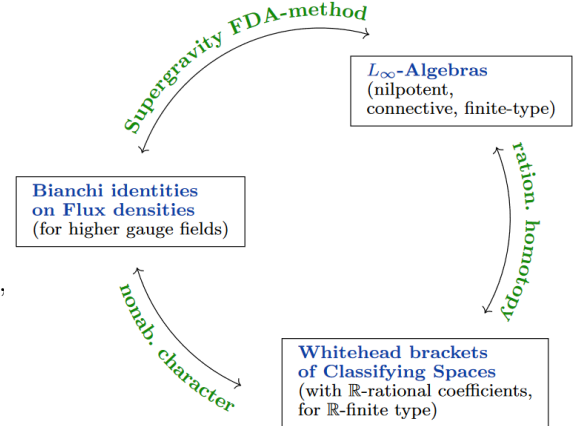 Supergravity FDA-method
L∞-Algebras
(nilpotent,
connective, finite-type)
ration. homotopy
Bianchi identities
on Flux densities
(for higher gauge fields)
,
nonab. character
Whitehead brackets
of Classifying Spaces
(with ℝ-rational coefficients,
for ℝ-finite type)